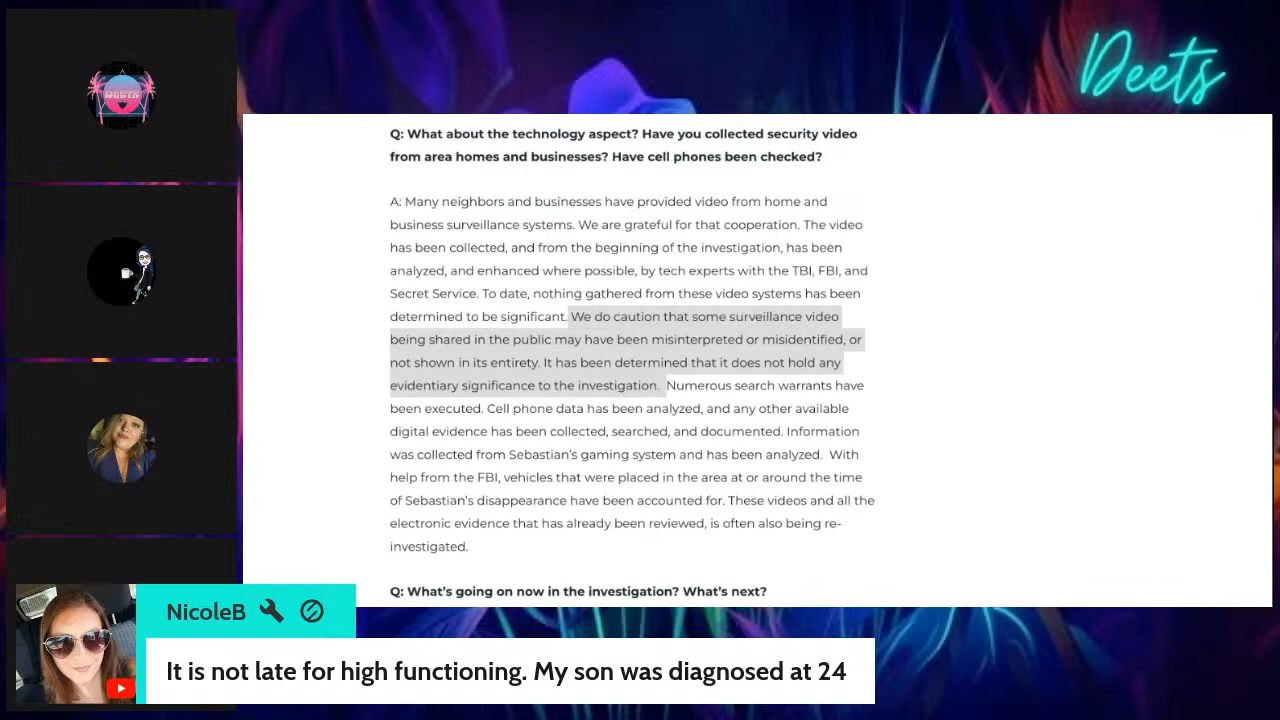 Deets
DEETS
Q: What about the technology aspect? Have you collected security video
from area homes and businesses? Have cell phones been checked?
A: Many neighbors and businesses have provided video from home and
business surveillance systems. We are grateful for that cooperation. The video
has been collected, and from the beginning of the investigation, has been
analyzed, and enhanced where possible, by tech experts with the TBI, FBI, and
Secret Service. To date, nothing gathered from these video systems has been
determined to be significant. We do caution that some surveillance video
being shared in the public may have been misinterpreted or misidentified, or
not shown in its entirety. It has been determined that it does not hold any
evidentiary significance to the investigation. Numerous search warrants have
been executed. Cell phone data has been analyzed, and any other available
digital evidence has been collected, searched, and documented. Information
was collected from Sebastian's gaming system and has been analyzed. With
help from the FBI, vehicles that were placed in the area at or around the time
of Sebastian's disappearance have been accounted for. These videos and all the
electronic evidence that has already been reviewed, is often also being re-
investigated.
Q: What's going on now in the investigation? What's next?
NicoleB
It is not late for high functioning. My son was diagnosed at 24